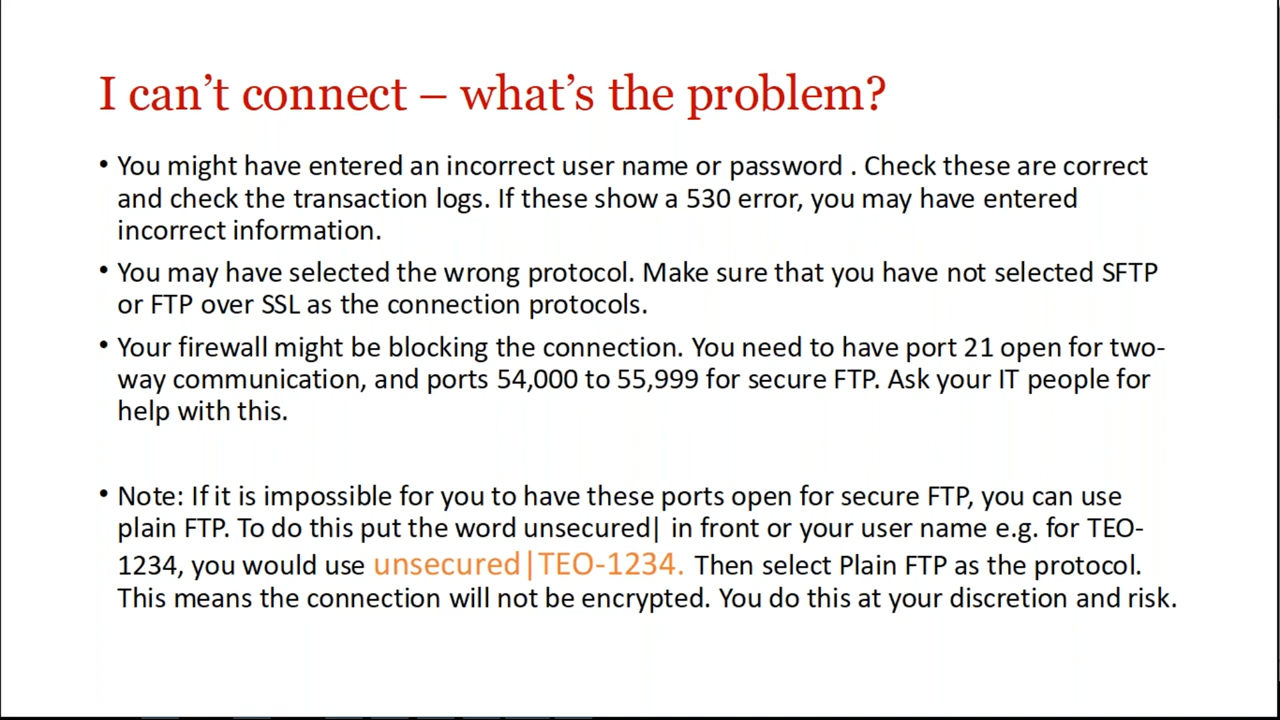 I can’t connect – what’s the problem?
• You might have entered an incorrect user name or password . Check these are correct
and check the transaction logs. If these show a 530 error, you may have entered
incorrect information.
• You may have selected the wrong protocol. Make sure that you have not selected SFTP
or FTP over SSL as the connection protocols.
• Your firewall might be blocking the connection. You need to have port 21 open for two-
way communication, and ports 54,000 to 55,999 for secure FTP. Ask your IT people for
help with this.
• Note: If it is impossible for you to have these ports open for secure FTP, you can use
plain FTP. To do this put the word unsecured| in front or your user name e.g. for TEO-
1234, you would use unsecured|TEO-1234. Then select Plain FTP as the protocol.
This means the connection will not be encrypted. You do this at your discretion and risk.